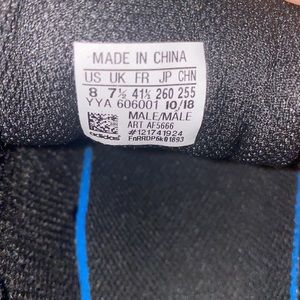 MADE IN CHINA
US UK FR JP CHN
8 7½ 41⅓ 260 255
YYA 606001 10/18
MALE/MALE
ART AF5666
#121741924
adidas